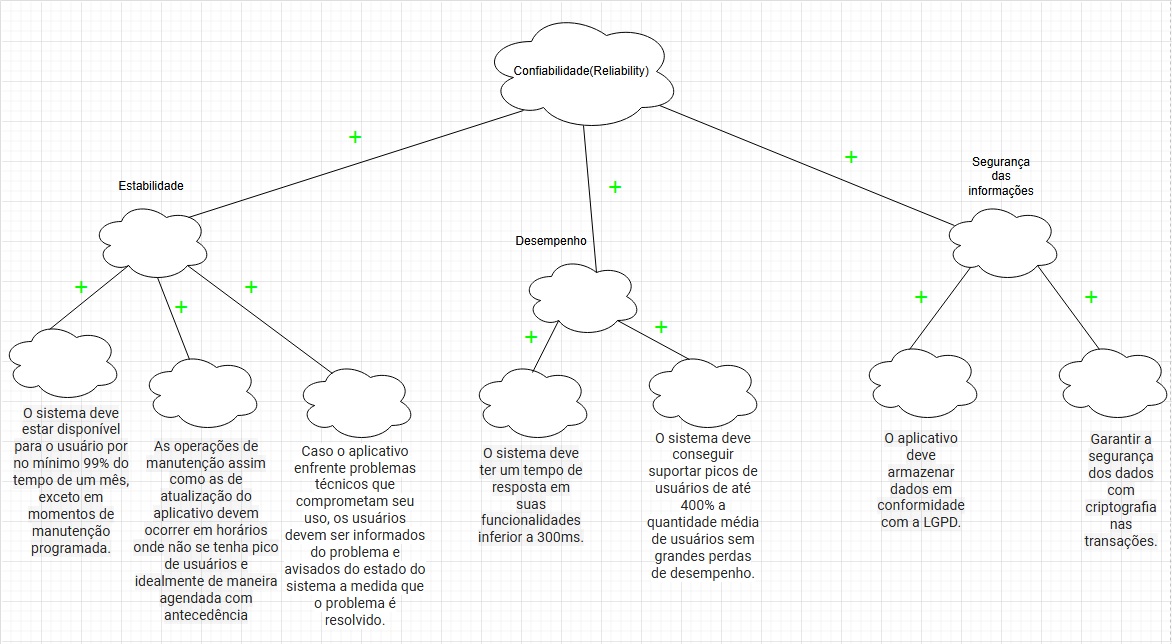 Confiabilidade(Reliability)
+
+
+
Estabilidade
Desempenho
Segurança
das
informações
+
+
+
+
+
+
+
O sistema deve
estar disponível
para o usuário por
no mínimo 99% do
tempo de um mês,
exceto em
momentos de
manutenção
programada.
As operações de
manutenção assim
como as de
atualização do
aplicativo devem
ocorrer em horários
onde não se tenha pico
de usuários e
idealmente de maneira
agendada com
antecedência
Caso o aplicativo
enfrente problemas
técnicos que
comprometam seu
uso, os usuários
devem ser informados
do problema e
avisados do estado do
sistema a medida que
o problema é
resolvido.
O sistema deve
ter um tempo de
resposta em
suas
funcionalidades
inferior a 300ms.
O sistema deve
conseguir
suportar picos de
usuários de até
400% a
quantidade média
de usuários sem
grandes perdas
de desempenho.
O aplicativo
deve
armazenar
dados em
conformidade
com a LGPD.
Garantir a
segurança
dos dados
com
criptografia
nas
transações.